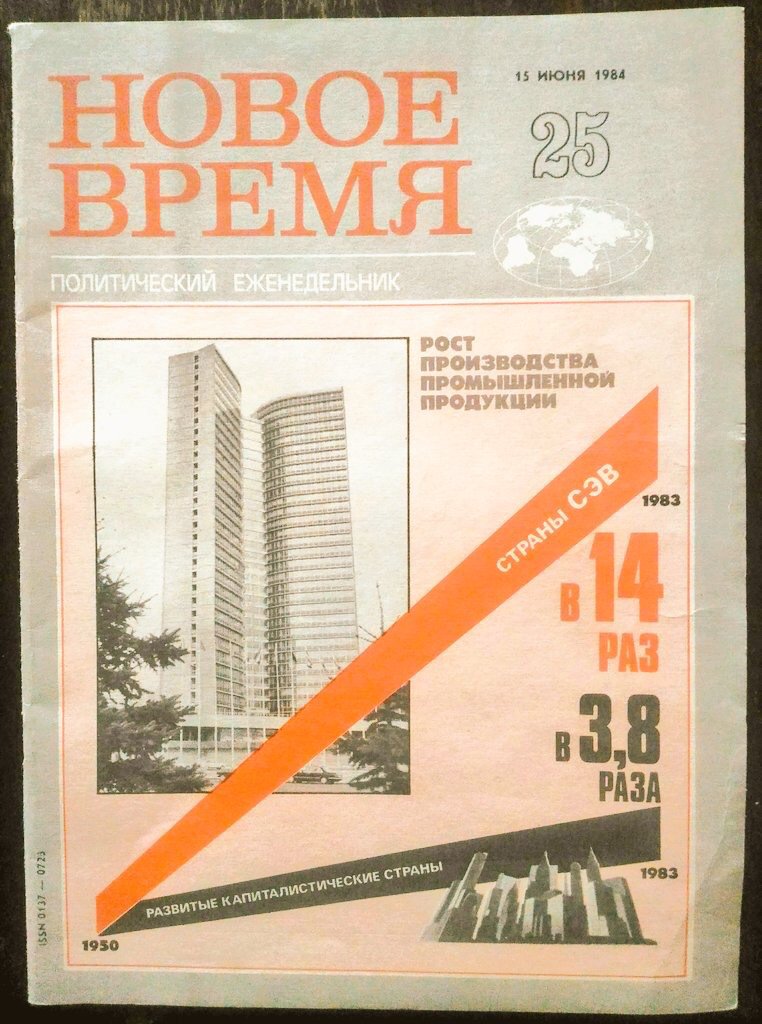 15 ИЮНЯ 1984
НОВОЕ
ВРЕМЯ
25
ПОЛИТИЧЕСКИЙ ЕЖЕНЕДЕЛЬНИК
РОСТ
ПРОИЗВОДСТВА
ПРОМЫШЛЕННОЙ
ПРОДУКЦИИ
СТРАНЫ СЭВ
1983
В 14
РАЗ
В 3,8
РАЗА
РАЗВИТЫЕ КАПИТАЛИСТИЧЕСКИЕ СТРАНЫ
1983
1950
ISSN 0137 — 0723